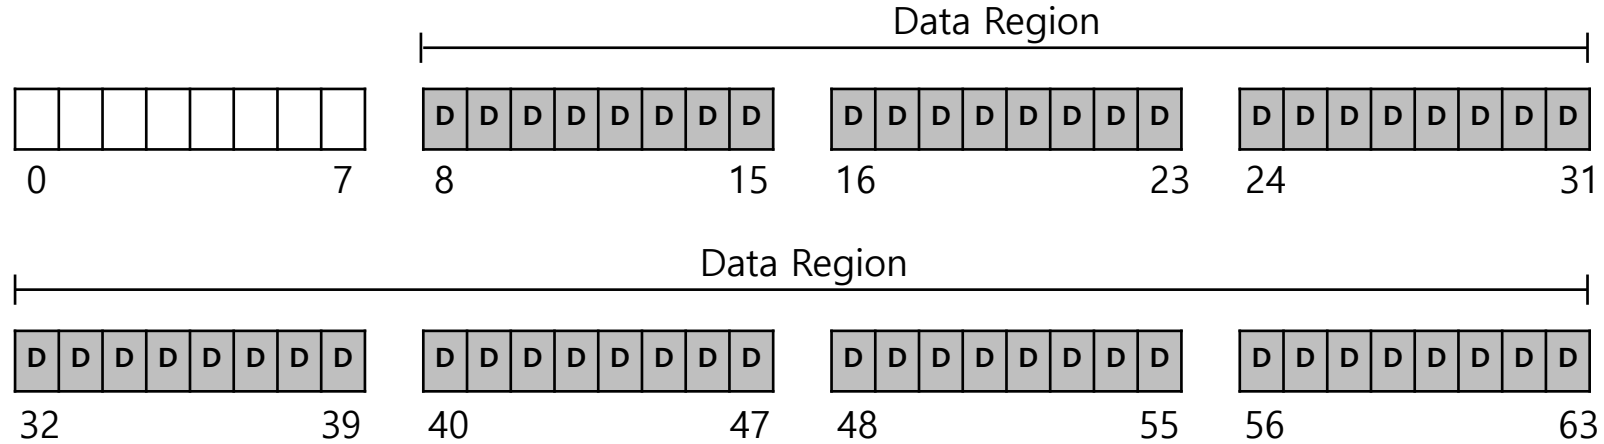 Data Region
D D D D D D D D D D D D D D D D D D D D D D D D
0 7 8 15 16 23 24 31
Data Region
D D D D D D D D D D D D D D D D D D D D D D D D D D D D D D D D
32 39 40 47 48 55 56 63